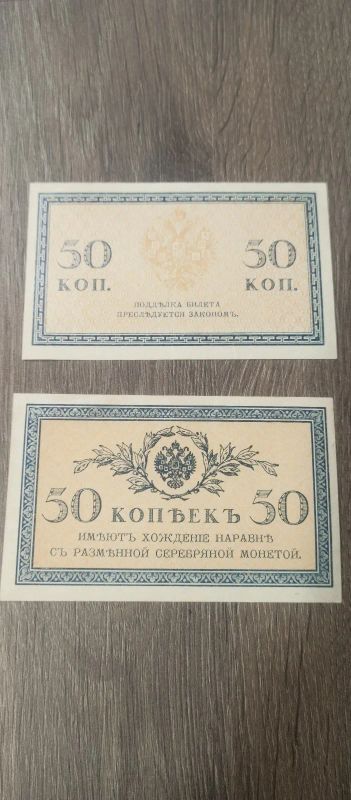 50 50
КОП. КОП.
ПОДДѢЛКА БИЛЕТА
ПРЕСЛѢДУЕТСЯ ЗАКОНОМЪ.
50 КОПѢЕКЪ 50
ИМѢЮТЪ ХОЖДЕНІЕ НАРАВНѢ
СЪ РАЗМѢННОЙ СЕРЕБРЯНОЙ МОНЕТОЙ.